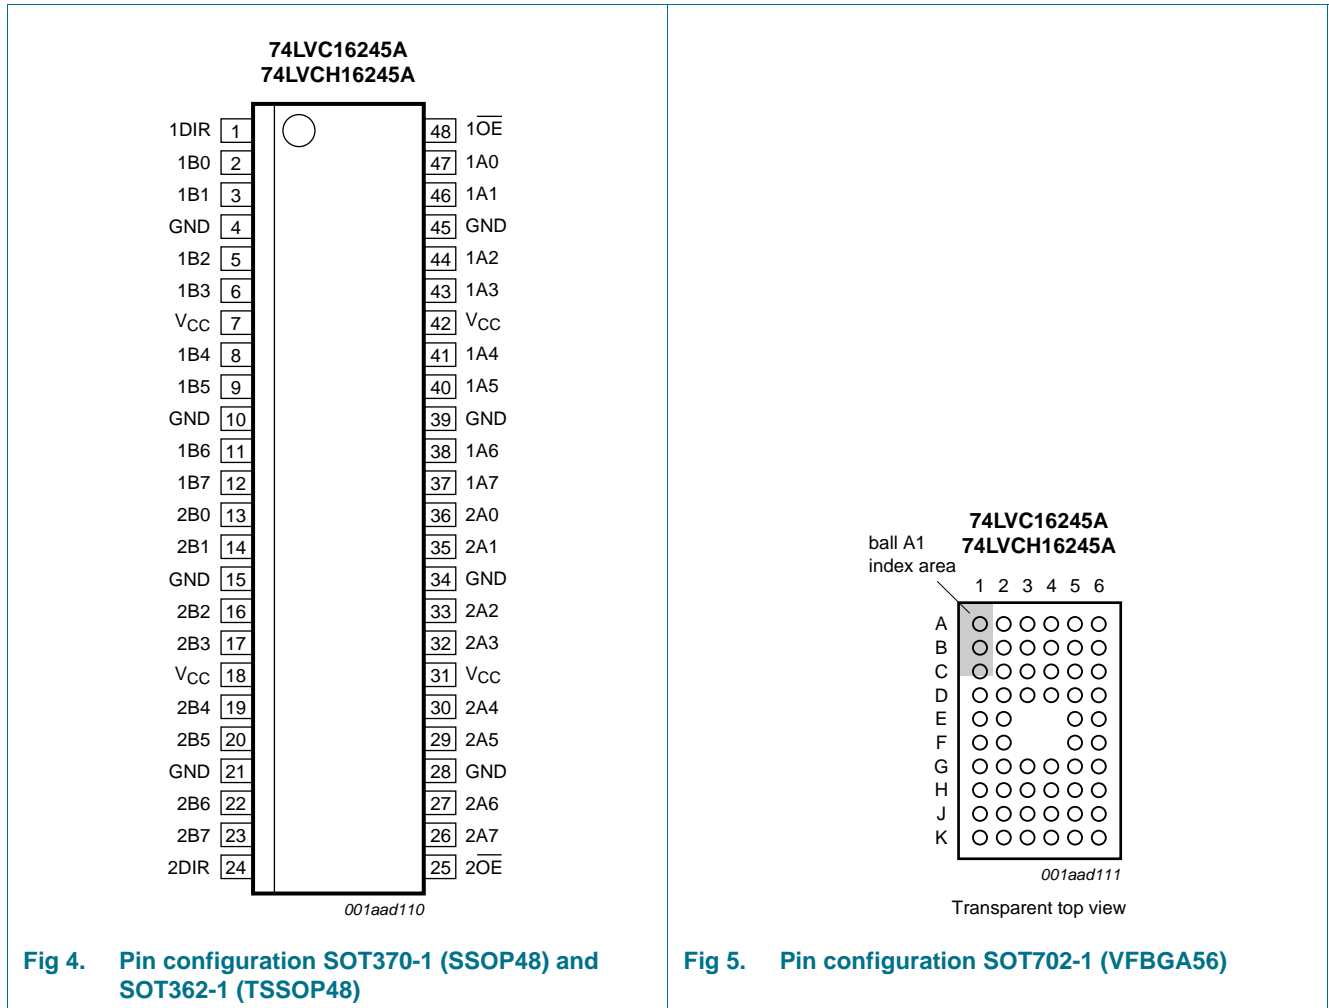 74LVC16245A
74LVCH16245A
1DIR 1 48 1OE
1B0 2 47 1A0
1B1 3 46 1A1
GND 4 45 GND
1B2 5 44 1A2
1B3 6 43 1A3
VCC 7 42 VCC
1B4 8 41 1A4
1B5 9 40 1A5
GND 10 39 GND
1B6 11 38 1A6
1B7 12 37 1A7
2B0 13 36 2A0
2B1 14 35 2A1
GND 15 34 GND
2B2 16 33 2A2
2B3 17 32 2A3
VCC 18 31 VCC
2B4 19 30 2A4
2B5 20 29 2A5
GND 21 28 GND
2B6 22 27 2A6
2B7 23 26 2A7
2DIR 24 25 2OE
001aad110
Fig 4. Pin configuration SOT370-1 (SSOP48) and
SOT362-1 (TSSOP48)
74LVC16245A
74LVCH16245A
ball A1
index area
1 2 3 4 5 6
A
B
C
D
E
F
G
H
J
K
001aad111
Transparent top view
Fig 5. Pin configuration SOT702-1 (VFBGA56)